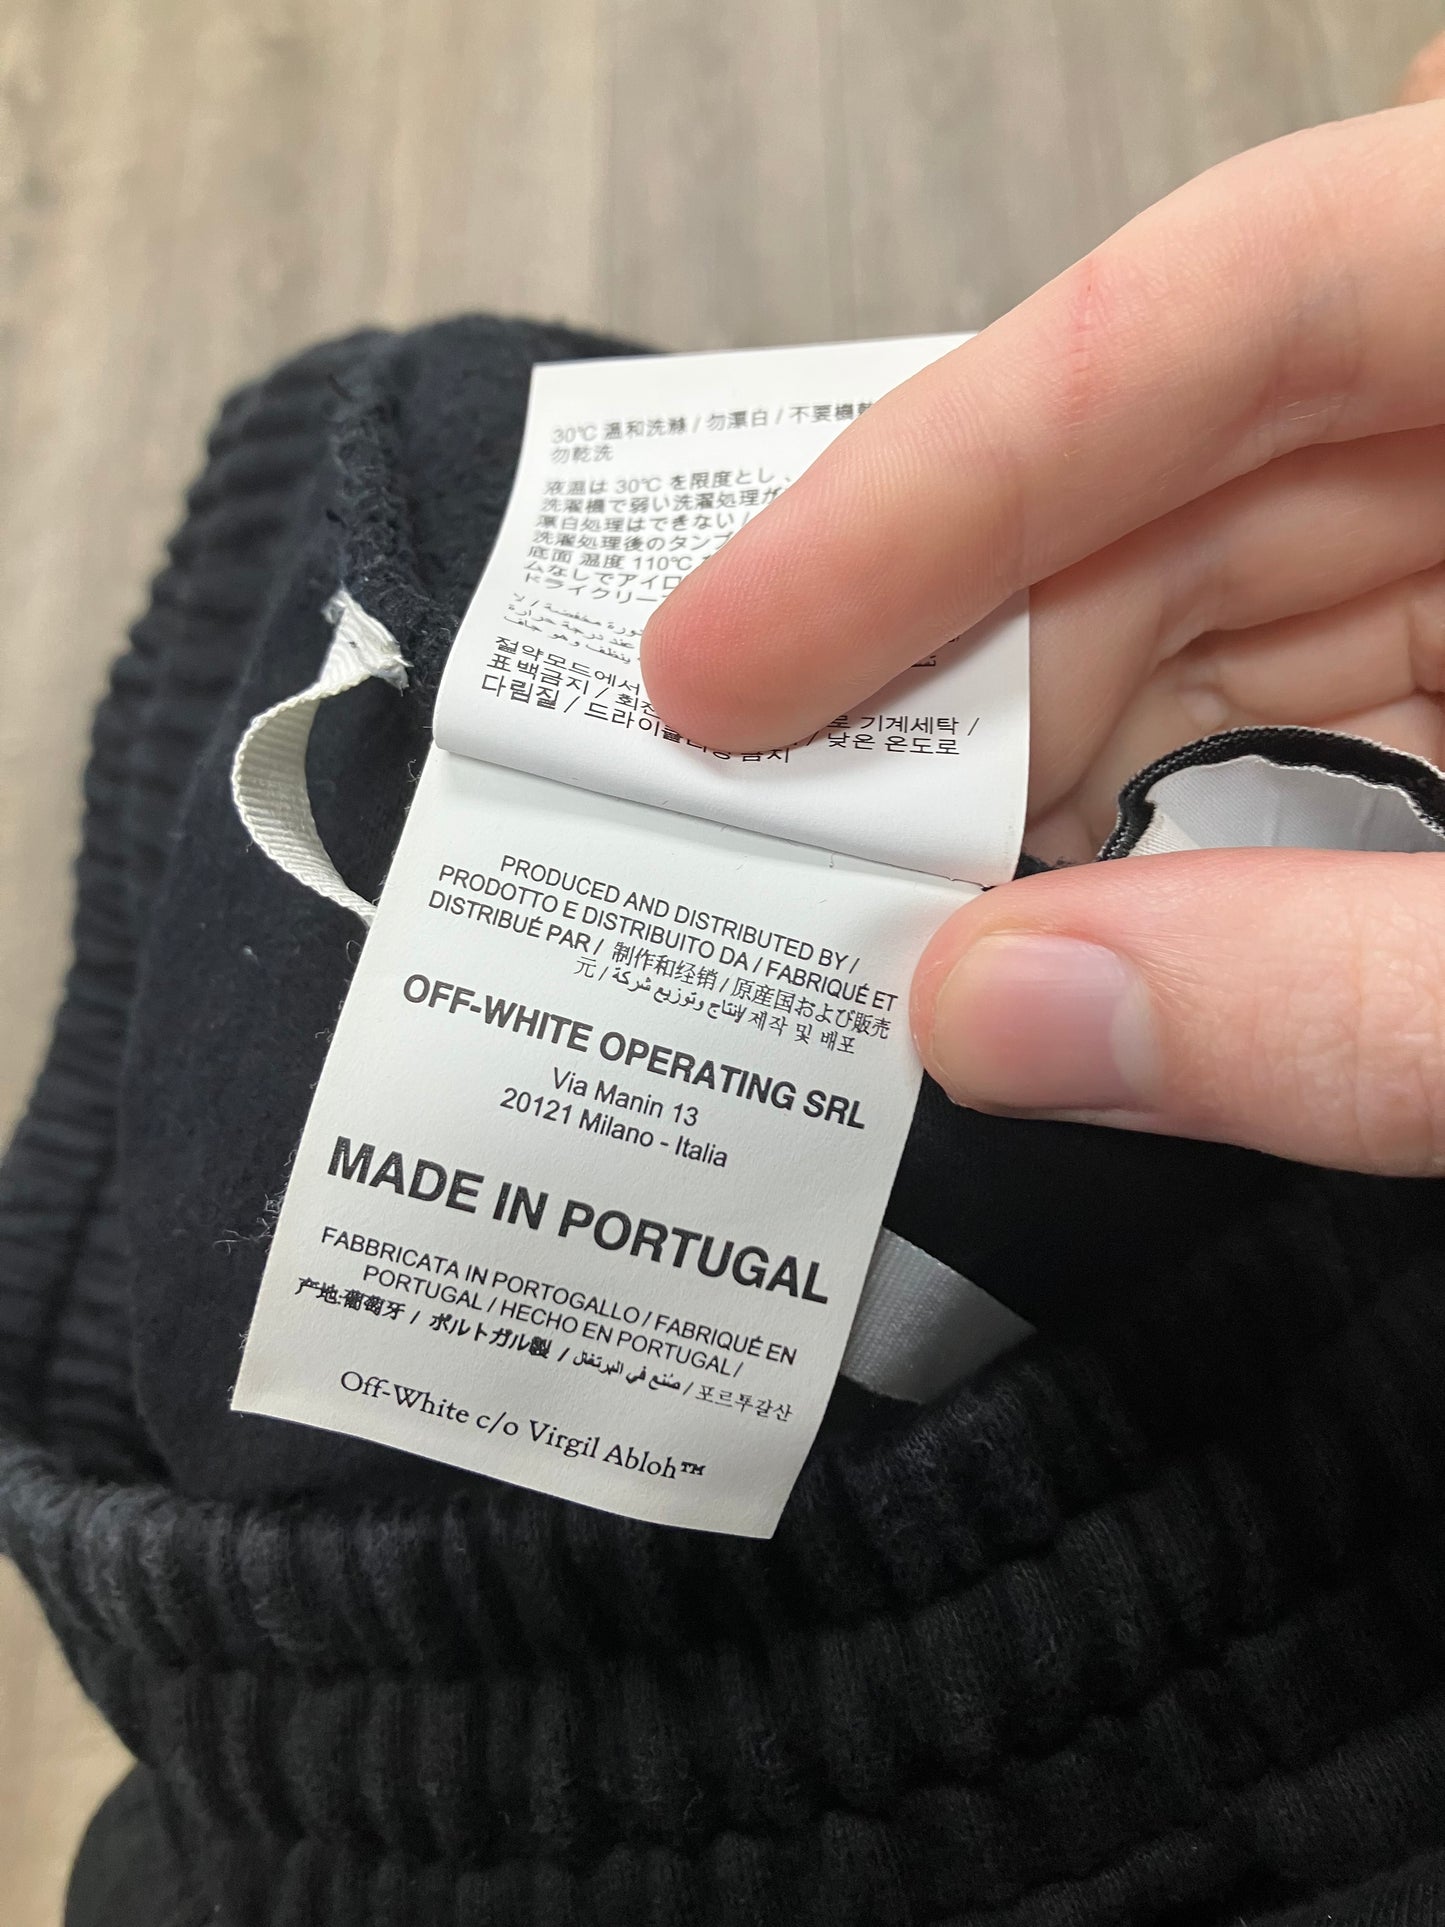 30℃ 溫和洗滌 / 勿漂白 / 不要機乾
勿乾洗
液温は 30℃ を限度とし、
洗濯機で弱い洗濯処理が
漂白処理はできない /
洗濯処理後のタンブ
底面 温度 110℃
ムなしでアイロ
ドライクリー
절약모드에서 로 기계세탁 /
표백금지 / 회전 / 낮은 온도로
다림질 / 드라이클리닝 금지
PRODUCED AND DISTRIBUTED BY /
PRODOTTO E DISTRIBUITO DA / FABRIQUÉ ET
DISTRIBUÉ PAR / 制作和经销 / 原産国および販売
元 / لإنتاج وتوزيع شركة 제작 및 배포
OFF-WHITE OPERATING SRL
Via Manin 13
20121 Milano - Italia
MADE IN PORTUGAL
FABBRICATA IN PORTOGALLO / FABRIQUÉ EN
PORTUGAL / HECHO EN PORTUGAL /
产地:葡萄牙 / ポルトガル製 / صنع في البرتغال / 포르투갈산
Off-White c/o Virgil Abloh™